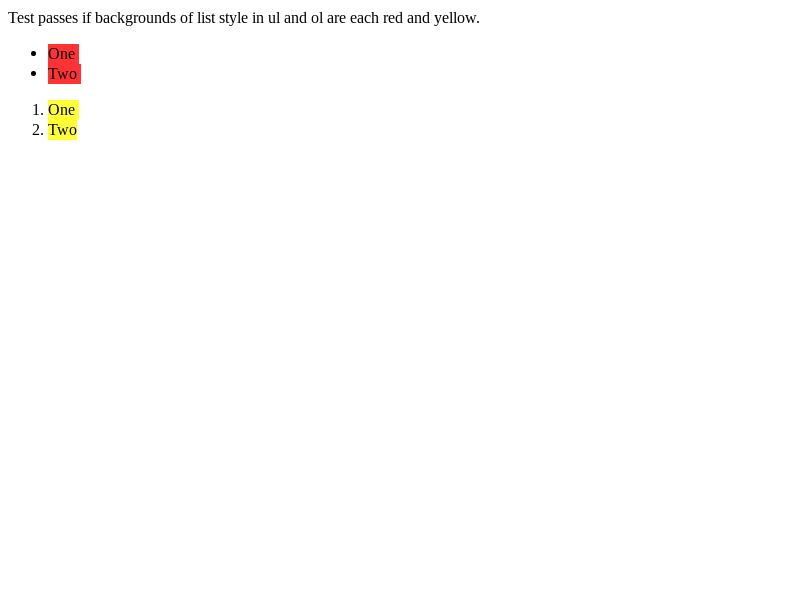 Test passes if backgrounds of list style in ul and ol are each red and yellow.
• One
• Two
1. One
2. Two